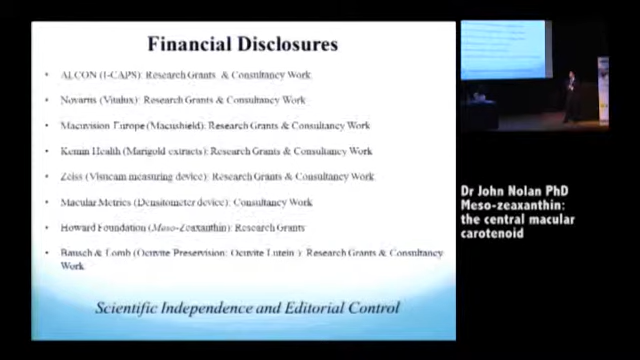 Financial Disclosures
• ALCON (I-CAPS): Research Grants & Consultancy Work
• Novartis (Vitalux): Research Grants & Consultancy Work
• Macuvision Europe (Macushield): Research Grants & Consultancy Work
• Kemin Health (Marigold extracts): Research Grants & Consultancy Work
• Zeiss (Visucam measuring device): Research Grants & Consultancy Work
• Macular Metrics (Densitometer device): Consultancy Work
• Howard Foundation (Meso-Zeaxanthin): Research Grants
• Bausch & Lomb (Ocuvite Preservision: Ocuvite Lutein ): Research Grants & Consultancy
Work
Scientific Independence and Editorial Control
Dr John Nolan PhD
Meso-zeaxanthin:
the central macular
carotenoid